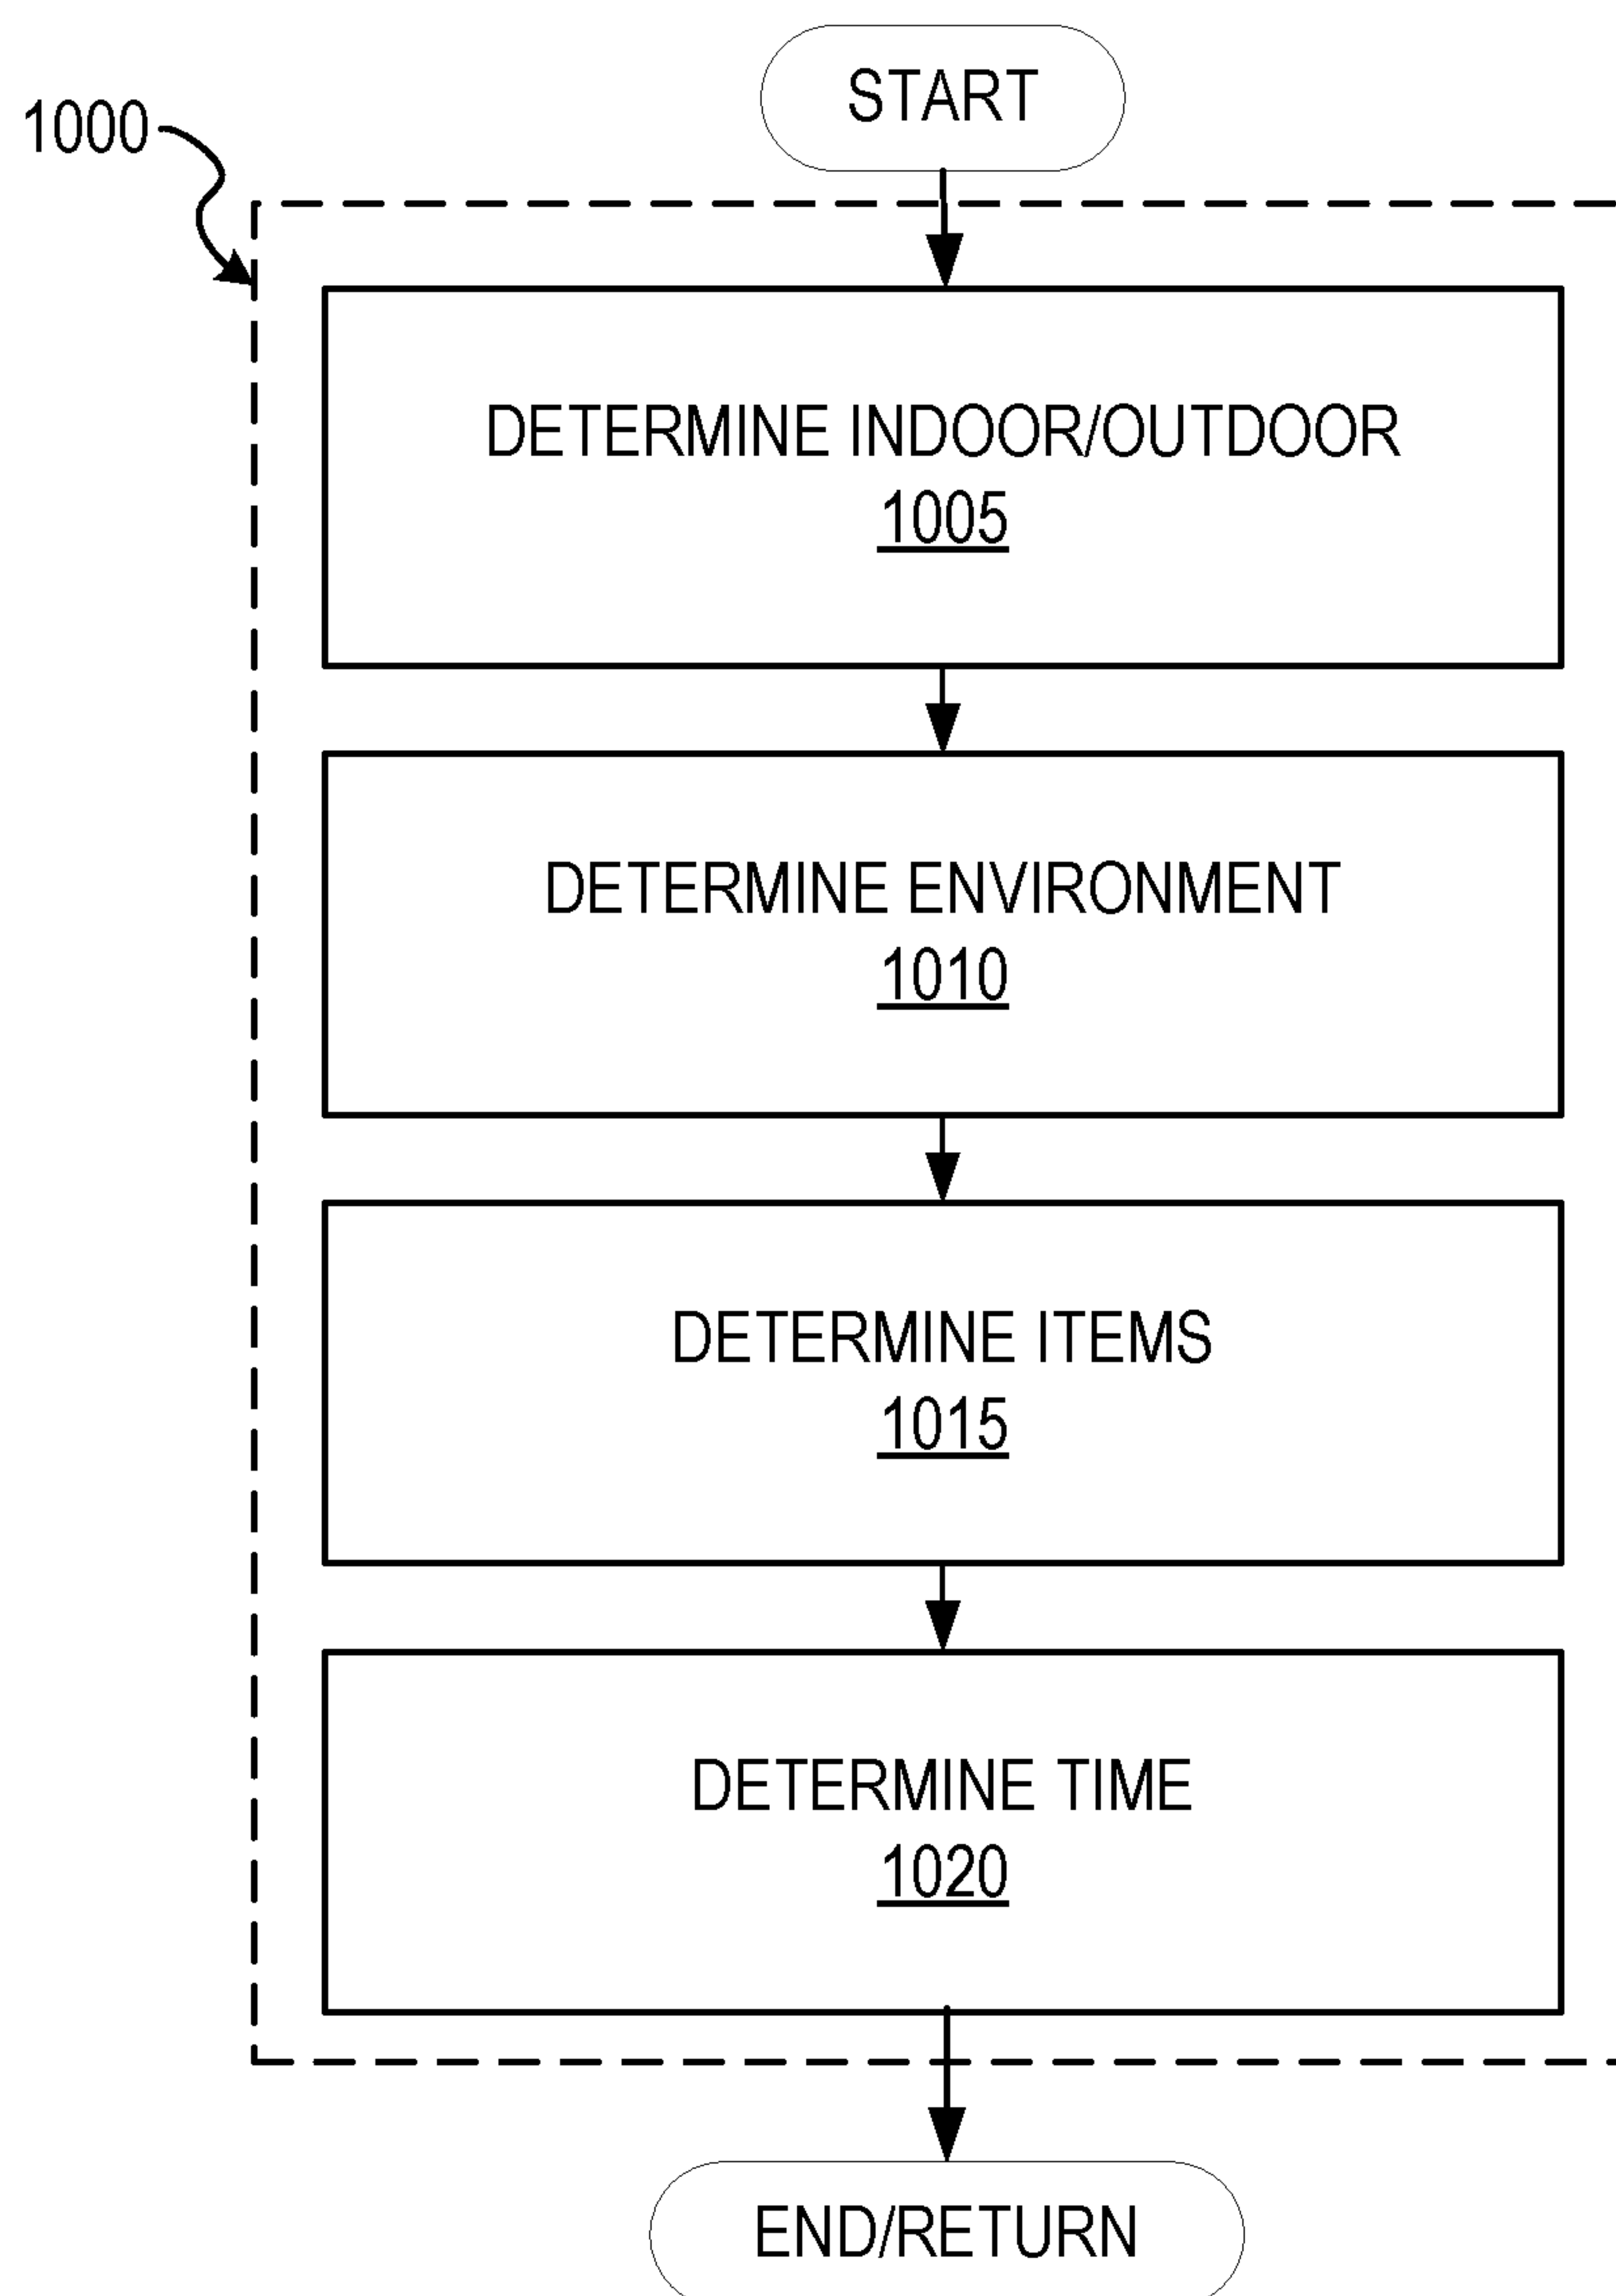 START
1000
DETERMINE INDOOR/OUTDOOR
1005
DETERMINE ENVIRONMENT
1010
DETERMINE ITEMS
1015
DETERMINE TIME
1020
END/RETURN